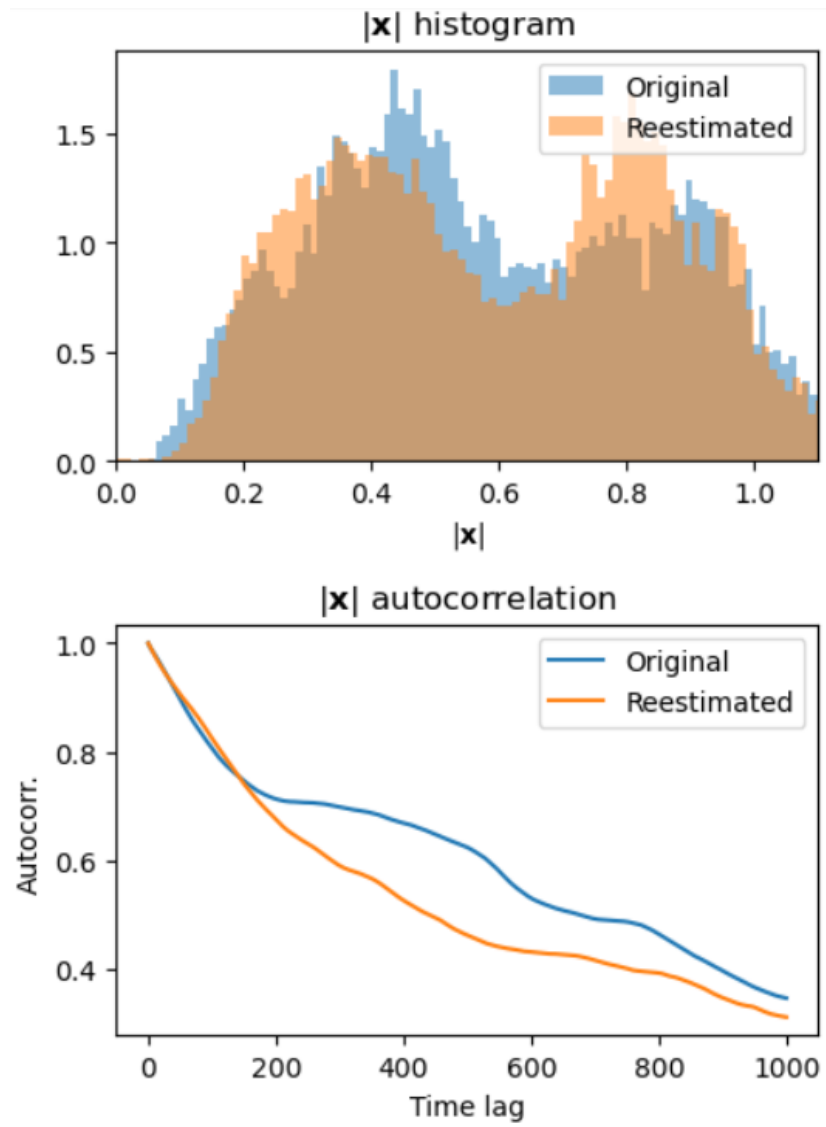 |x| histogram
Original
Reestimated
1.5
1.0
0.5
0.0
0.0 0.2 0.4 0.6 0.8 1.0
|x|
|x| autocorrelation
Original
Reestimated
1.0
0.8
0.6
0.4
Autocorr.
0 200 400 600 800 1000
Time lag